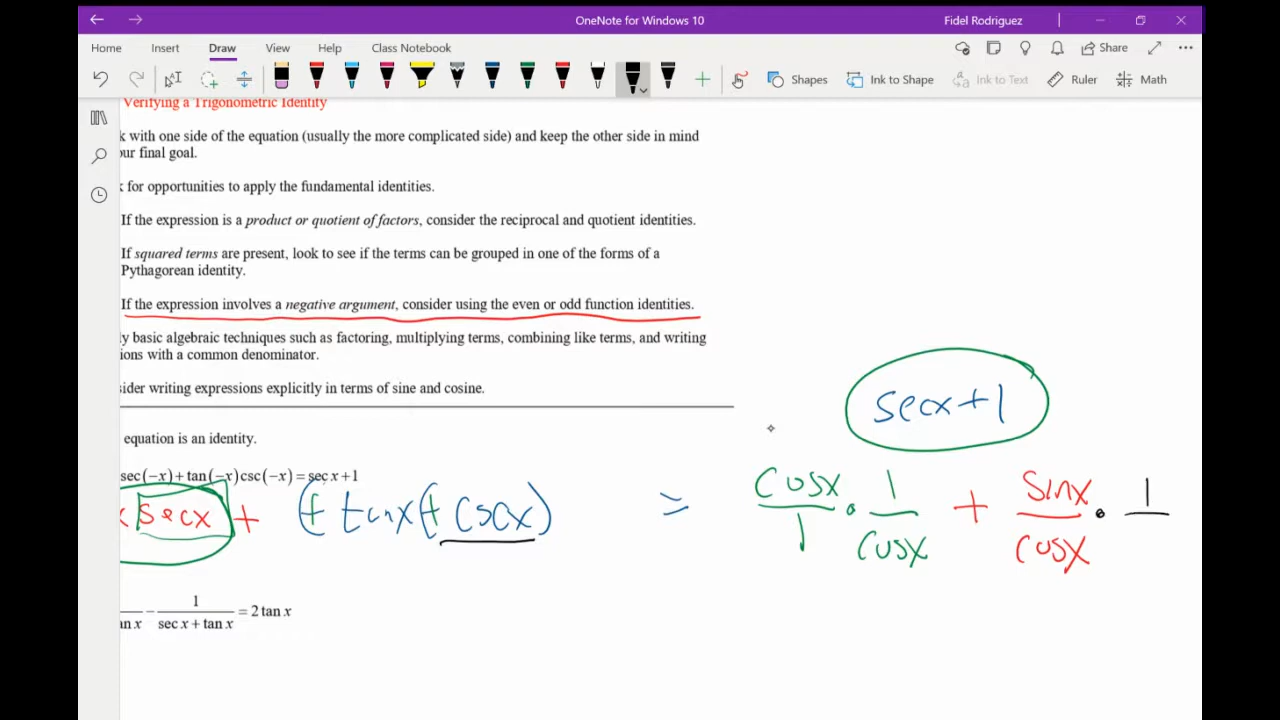 OneNote for Windows 10
Fidel Rodriguez
Home Insert Draw View Help Class Notebook Share
Shapes Ink to Shape Ink to Text Ruler Math
Verifying a Trigonometric Identity
k with one side of the equation (usually the more complicated side) and keep the other side in mind
our final goal.
k for opportunities to apply the fundamental identities.
If the expression is a product or quotient of factors, consider the reciprocal and quotient identities.
If squared terms are present, look to see if the terms can be grouped in one of the forms of a
Pythagorean identity.
If the expression involves a negative argument, consider using the even or odd function identities.
ly basic algebraic techniques such as factoring, multiplying terms, combining like terms, and writing
ions with a common denominator.
sider writing expressions explicitly in terms of sine and cosine.
secx+1
equation is an identity.
sec(−x)+tan(−x)csc(−x)=secx+1
x secx + (+ tanx(+ cscx) = cosx/1 · 1/cosx + sinx/cosx · 1/
anx − 1/(secx+tanx) = 2tanx